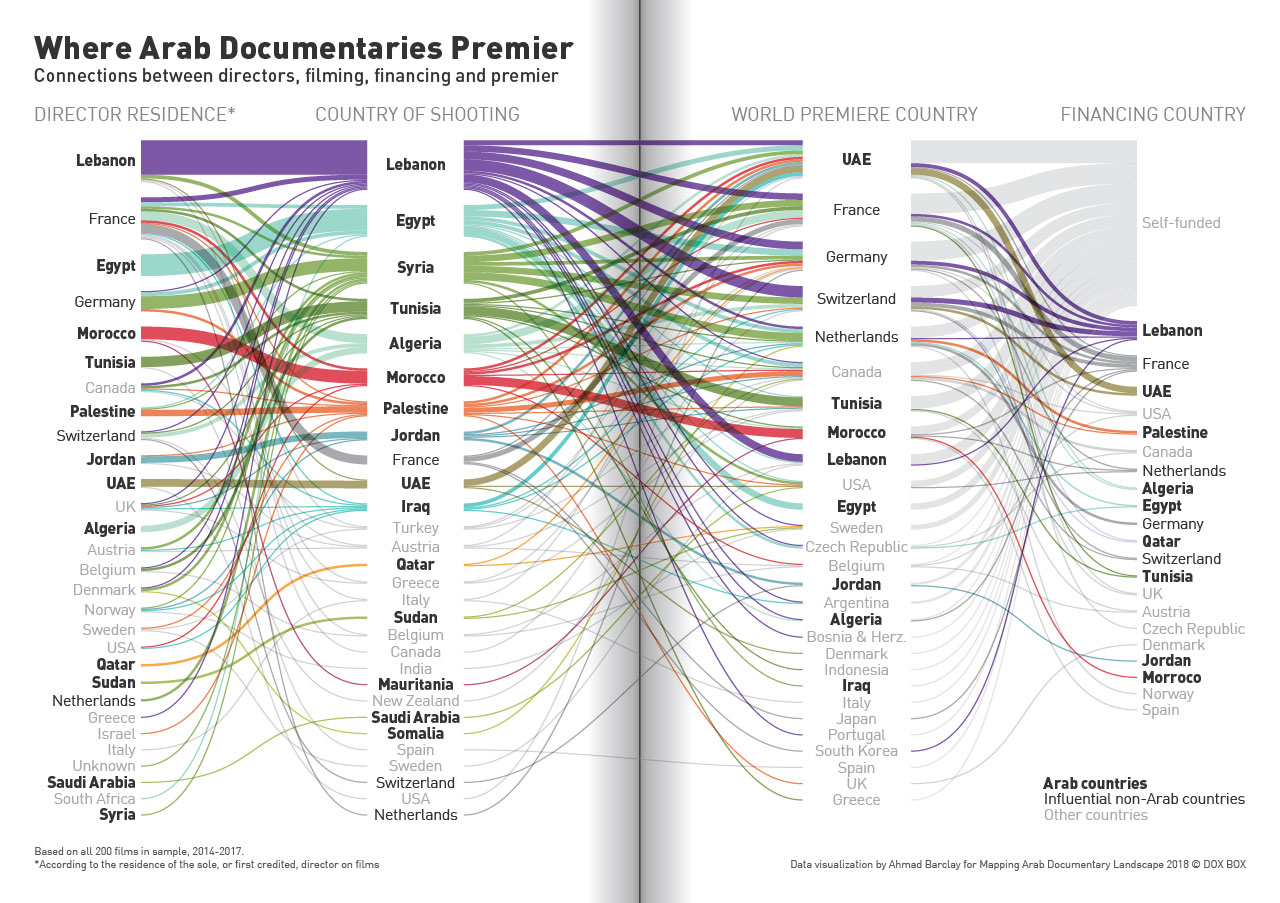 Where Arab Documentaries Premier
Connections between directors, filming, financing and premier
DIRECTOR RESIDENCE*
COUNTRY OF SHOOTING
WORLD PREMIERE COUNTRY
FINANCING COUNTRY
Lebanon
France
Egypt
Germany
Morocco
Tunisia
Canada
Palestine
Switzerland
Jordan
UAE
UK
Algeria
Austria
Belgium
Denmark
Norway
Sweden
USA
Qatar
Sudan
Netherlands
Greece
Israel
Italy
Unknown
Saudi Arabia
South Africa
Syria
Lebanon
Egypt
Syria
Tunisia
Algeria
Morocco
Palestine
Jordan
France
UAE
Iraq
Turkey
Austria
Qatar
Greece
Italy
Sudan
Belgium
Canada
India
Mauritania
New Zealand
Saudi Arabia
Somalia
Spain
Sweden
Switzerland
USA
Netherlands
UAE
France
Germany
Switzerland
Netherlands
Canada
Tunisia
Morocco
Lebanon
USA
Egypt
Sweden
Czech Republic
Belgium
Jordan
Argentina
Algeria
Bosnia & Herz.
Denmark
Indonesia
Iraq
Italy
Japan
Portugal
South Korea
Spain
UK
Greece
Self-funded
Lebanon
France
UAE
USA
Palestine
Canada
Netherlands
Algeria
Egypt
Germany
Qatar
Switzerland
Tunisia
UK
Austria
Czech Republic
Denmark
Jordan
Morroco
Norway
Spain
Arab countries
Influential non-Arab countries
Other countries
Based on all 200 films in sample, 2014-2017.
*According to the residence of the sole, or first credited, director on films
Data visualization by Ahmad Barclay for Mapping Arab Documentary Landscape 2018 © DOX BOX